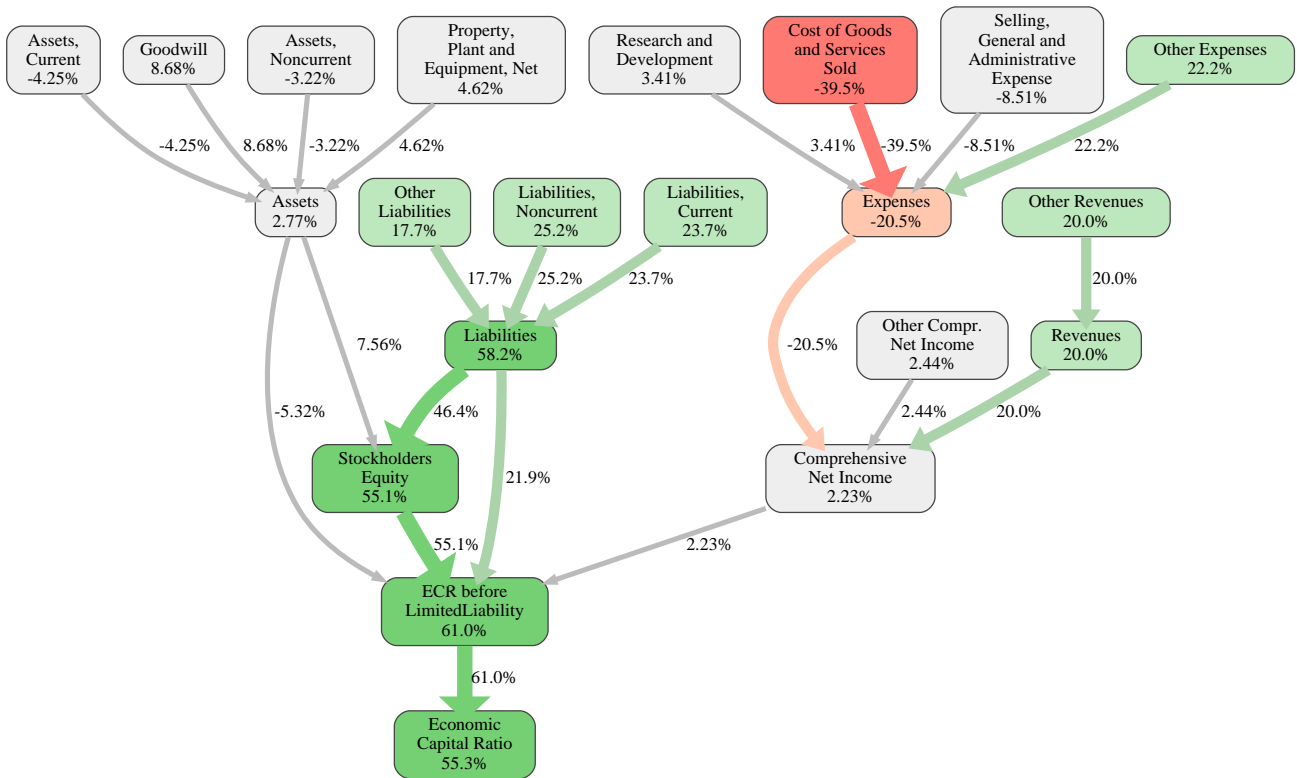 Assets,
Current
-4.25%
Goodwill
8.68%
Assets,
Noncurrent
-3.22%
Property,
Plant and
Equipment, Net
4.62%
Research and
Development
3.41%
Cost of Goods
and Services
Sold
-39.5%
Selling,
General and
Administrative
Expense
-8.51%
Other Expenses
22.2%
-4.25%
8.68%
-3.22%
4.62%
3.41%
-39.5%
-8.51%
22.2%
Assets
2.77%
Other
Liabilities
17.7%
Liabilities,
Noncurrent
25.2%
Liabilities,
Current
23.7%
Expenses
-20.5%
Other Revenues
20.0%
17.7%
25.2%
23.7%
20.0%
Liabilities
58.2%
7.56%
-20.5%
Other Compr.
Net Income
2.44%
Revenues
20.0%
-5.32%
46.4%
2.44%
20.0%
Stockholders
Equity
55.1%
21.9%
Comprehensive
Net Income
2.23%
55.1%
2.23%
ECR before
LimitedLiability
61.0%
61.0%
Economic
Capital Ratio
55.3%